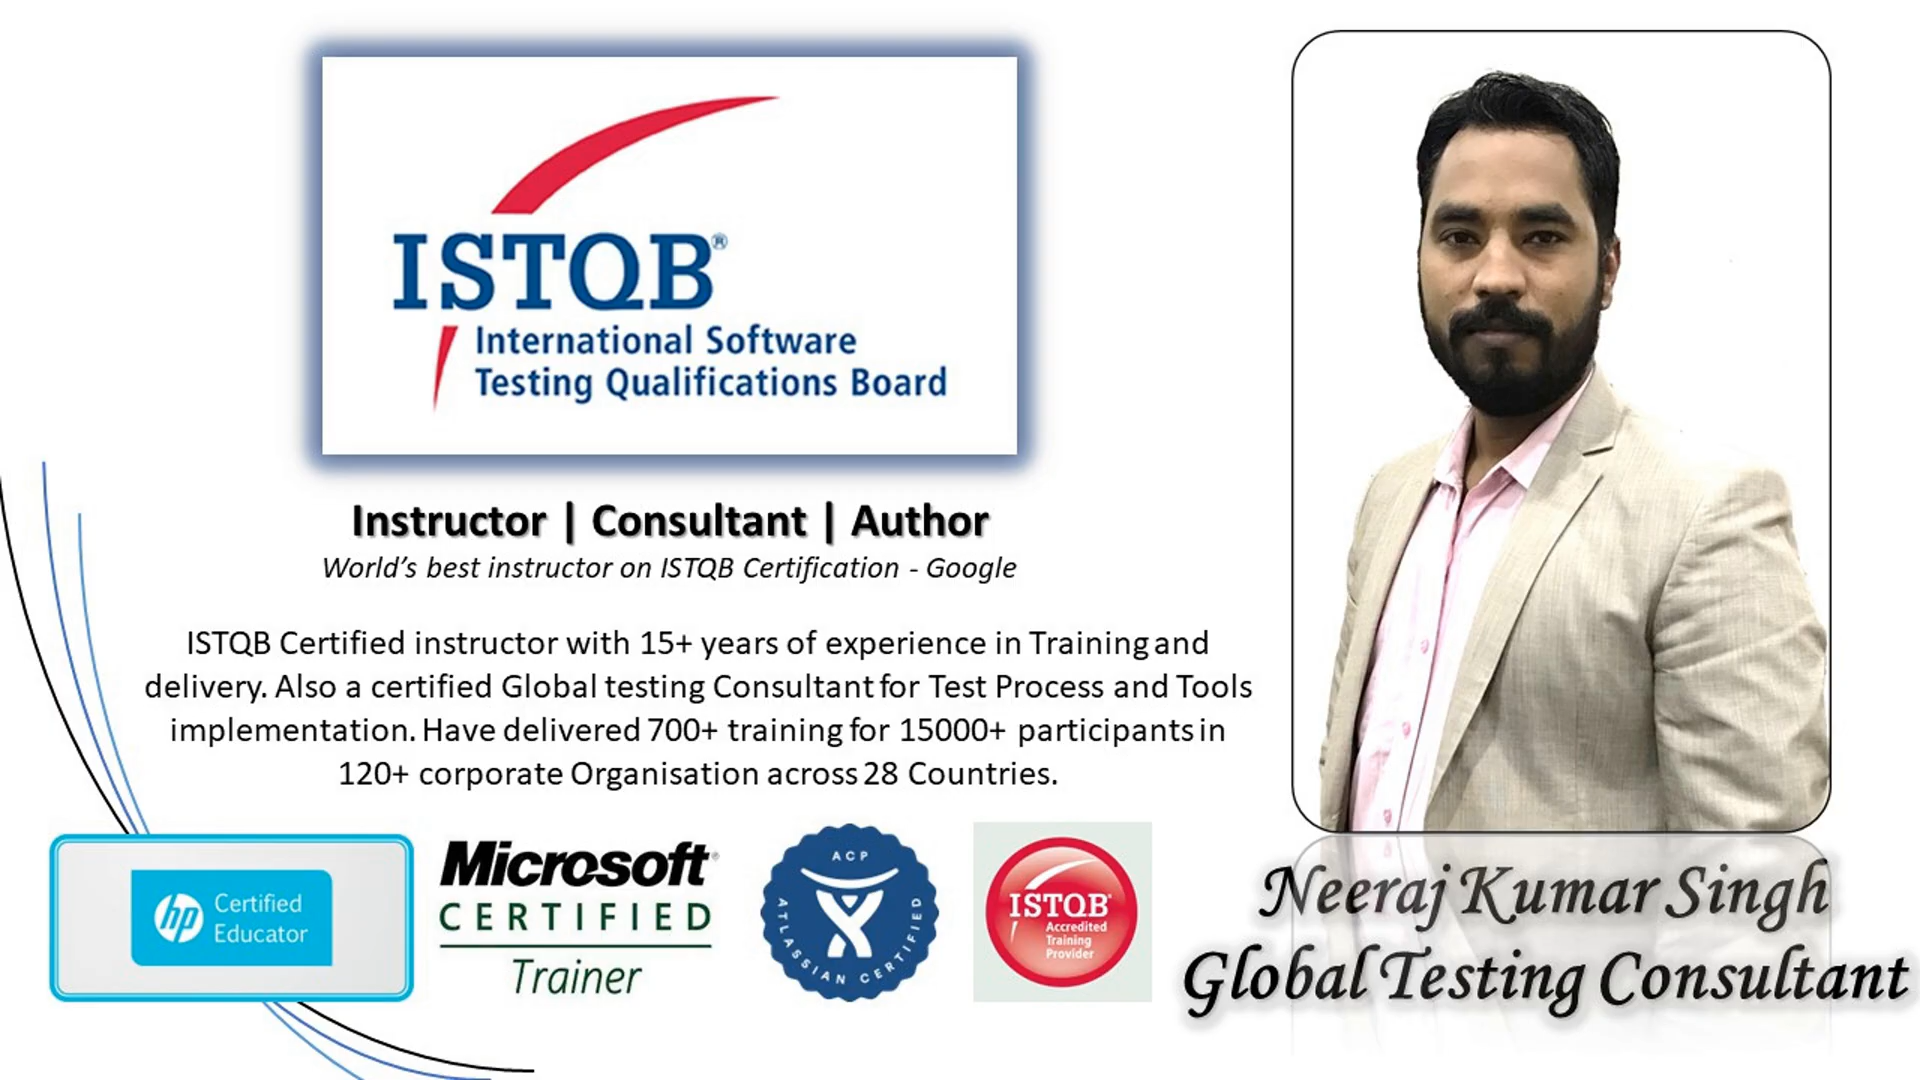 ISTQB®
International Software
Testing Qualifications Board
Instructor | Consultant | Author
World's best instructor on ISTQB Certification - Google
ISTQB Certified instructor with 15+ years of experience in Training and
delivery. Also a certified Global testing Consultant for Test Process and Tools
implementation. Have delivered 700+ training for 15000+ participants in
120+ corporate Organisation across 28 Countries.
hp Certified
Educator
Microsoft®
CERTIFIED
Trainer
ACP
ATLASSIAN CERTIFIED
ISTQB®
Accredited
Training
Provider
Neeraj Kumar Singh
Global Testing Consultant